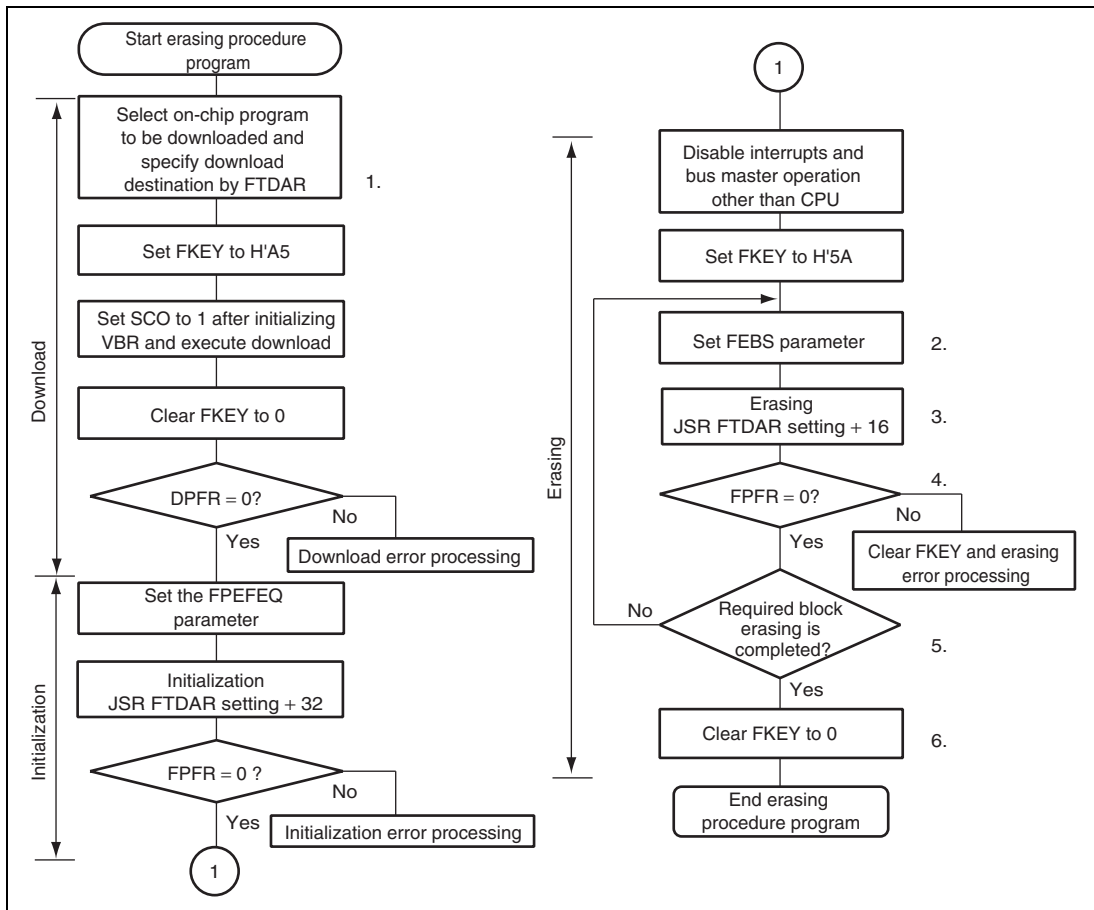 Start erasing procedure
program
Select on-chip program
to be downloaded and
specify download
destination by FTDAR
1.
Set FKEY to H'A5
Set SCO to 1 after initializing
VBR and execute download
Clear FKEY to 0
DPFR = 0?
No
Yes
Download error processing
Download
Set the FPEFEQ
parameter
Initialization
JSR FTDAR setting + 32
FPFR = 0 ?
No
Yes
Initialization error processing
Initialization
1
1
Disable interrupts and
bus master operation
other than CPU
Set FKEY to H'5A
Set FEBS parameter
2.
Erasing
JSR FTDAR setting + 16
3.
4.
FPFR = 0?
No
Yes
Clear FKEY and erasing
error processing
Erasing
No
Required block
erasing is
completed?
5.
Yes
Clear FKEY to 0
6.
End erasing
procedure program